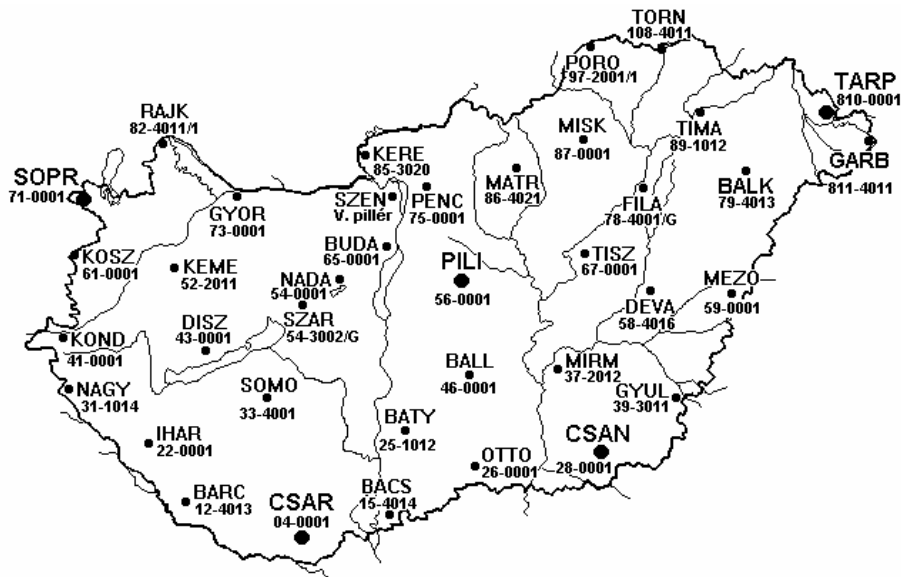 TORN
108-4011
PORO
97-2001/1
TARP
810-0001
RAJK
82-4011/1
MISK
87-0001
TIMA
89-1012
GARB
811-4011
KERE
85-3020
SOPR
71-0001
MATR
86-4021
BALK
79-4013
PENC
75-0001
SZEN
V. pillér
FILA
78-4001/G
GYOR
73-0001
BUDA
65-0001
KOSZ
61-0001
KEME
52-2011
TISZ
67-0001
PILI
56-0001
NADA
54-0001
MEZO
59-0001
DEVA
58-4016
SZAR
54-3002/G
DISZ
43-0001
KOND
41-0001
BALL
46-0001
MIRM
37-2012
NAGY
31-1014
SOMO
33-4001
GYUL
39-3011
BATY
25-1012
IHAR
22-0001
CSAN
28-0001
OTTO
26-0001
BACS
15-4014
BARC
12-4013
CSAR
04-0001